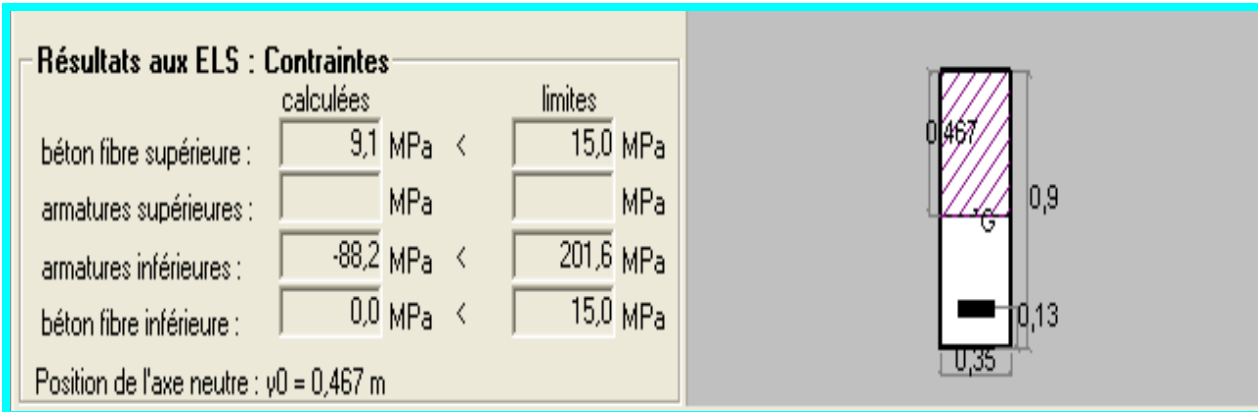 Résultats aux ELS : Contraintes
calculées limites
béton fibre supérieure : 9,1 MPa < 15,0 MPa
armatures supérieures : MPa MPa
armatures inférieures : -88,2 MPa < 201,6 MPa
béton fibre inférieure : 0,0 MPa < 15,0 MPa
Position de l'axe neutre : y0 = 0,467 m
0,467
0,9
G
0,13
0,35